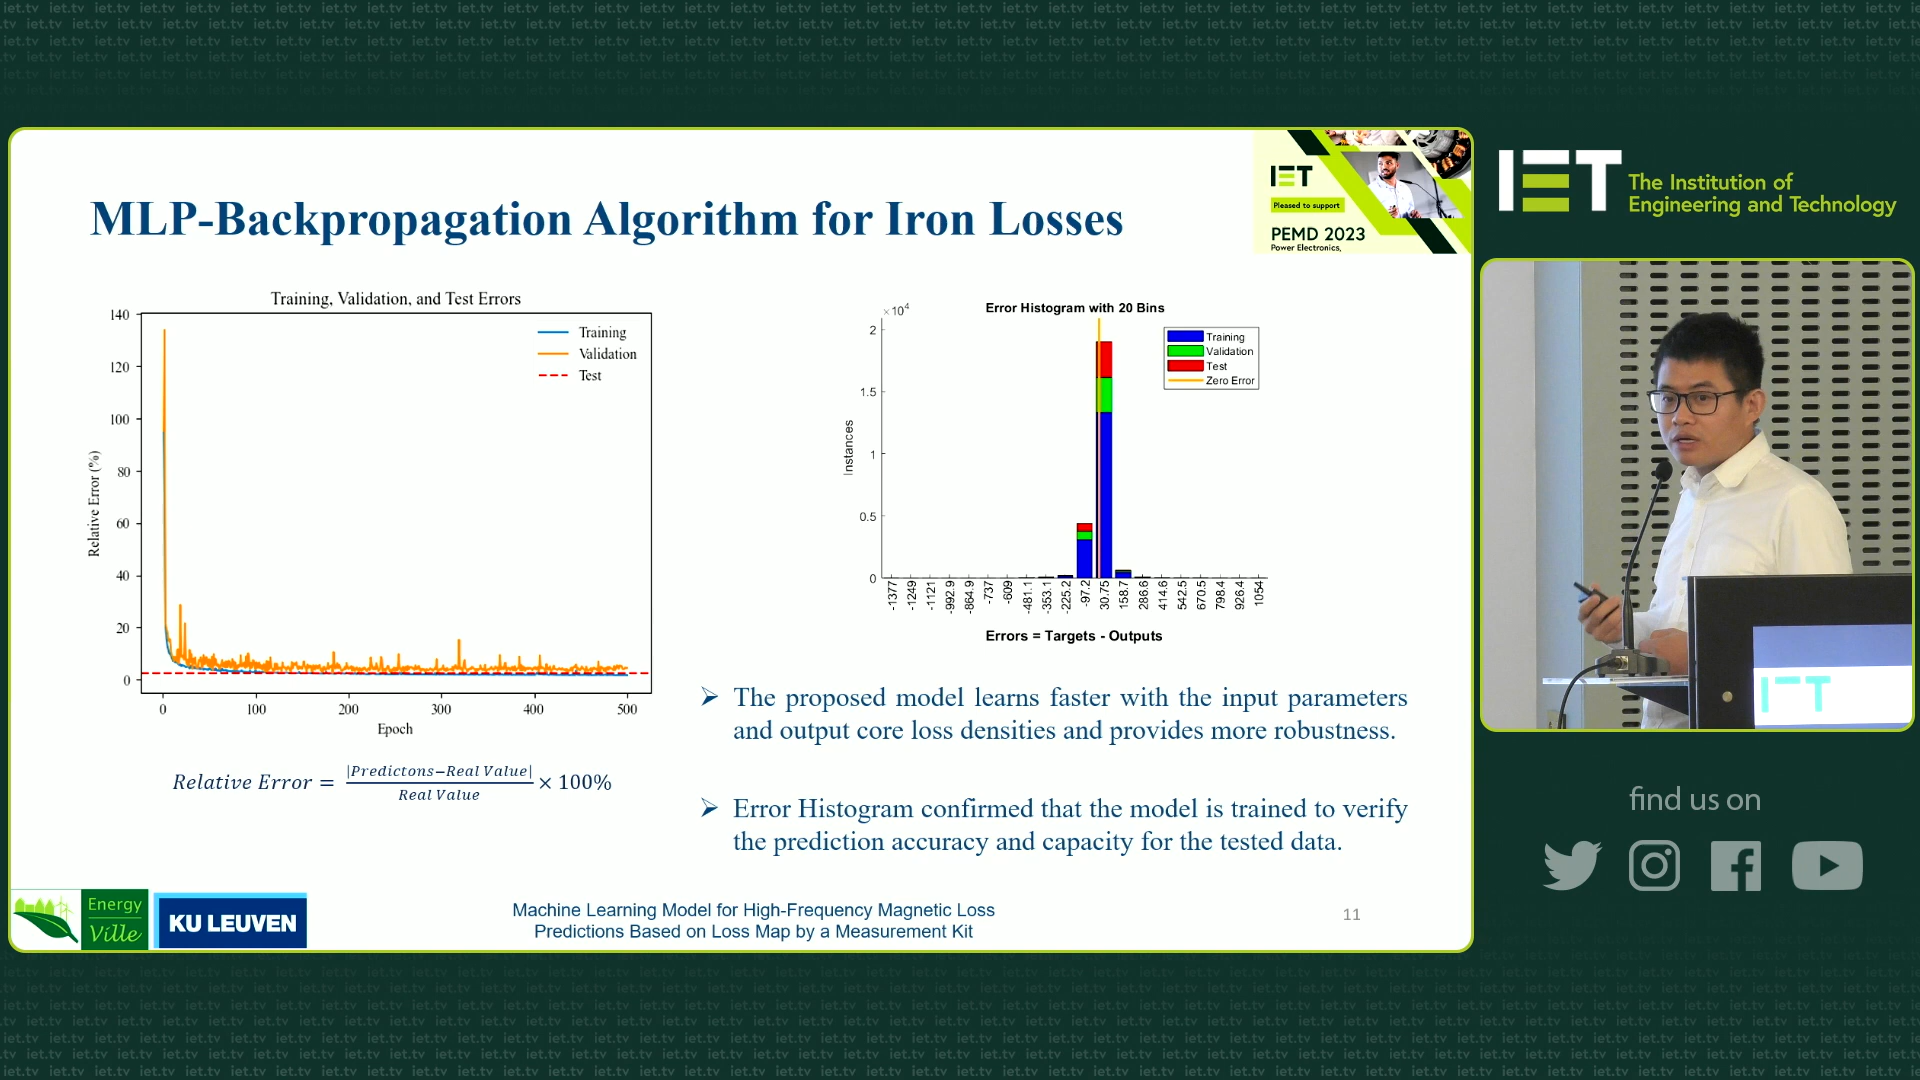 MLP-Backpropagation Algorithm for Iron Losses
IET
Pleased to support
PEMD 2023
Power Electronics,
Training, Validation, and Test Errors
140
120
100
80
60
40
20
0
Relative Error (%)
Training
Validation
Test
0 100 200 300 400 500
Epoch
Relative Error = |Predictons−Real Value| / Real Value × 100%
Error Histogram with 20 Bins
×10^4
2
1.5
1
0.5
0
Instances
Training
Validation
Test
Zero Error
-1377 -1249 -1121 -992.9 -864.9 -737 -609 -481.1 -353.1 -225.2 -97.2 30.75 158.7 286.6 414.6 542.5 670.5 798.4 926.4 1054
Errors = Targets - Outputs
➢ The proposed model learns faster with the input parameters
and output core loss densities and provides more robustness.
➢ Error Histogram confirmed that the model is trained to verify
the prediction accuracy and capacity for the tested data.
Energy
Ville
KU LEUVEN
Machine Learning Model for High-Frequency Magnetic Loss
Predictions Based on Loss Map by a Measurement Kit
11
IET
The Institution of
Engineering and Technology
IET
find us on